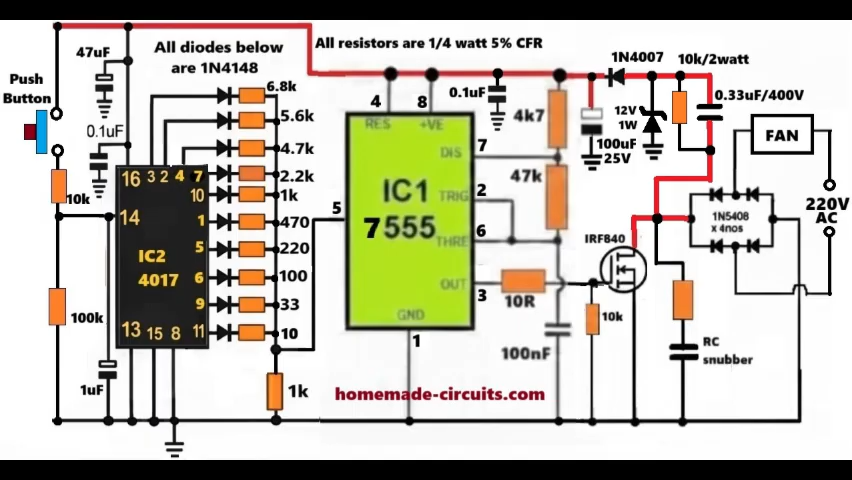 47uF
All diodes below
are 1N4148
All resistors are 1/4 watt 5% CFR
1N4007
10k/2watt
Push
Button
6.8k
0.1uF
4
8
RES
+VE
0.1uF
4k7
12V
1W
0.33uF/400V
5.6k
100uF
25V
FAN
4.7k
DIS
7
16
3
2
4
7
2.2k
47k
10k
10
1k
IC1
7555
TRIG
2
220V
AC
14
1
470
5
1N5408
x 4nos
IC2
4017
5
220
THRE
6
IRF840
6
100
OUT
3
10R
100k
9
33
10k
GND
13
15
8
11
10
1
100nF
RC
snubber
1uF
1k
homemade-circuits.com